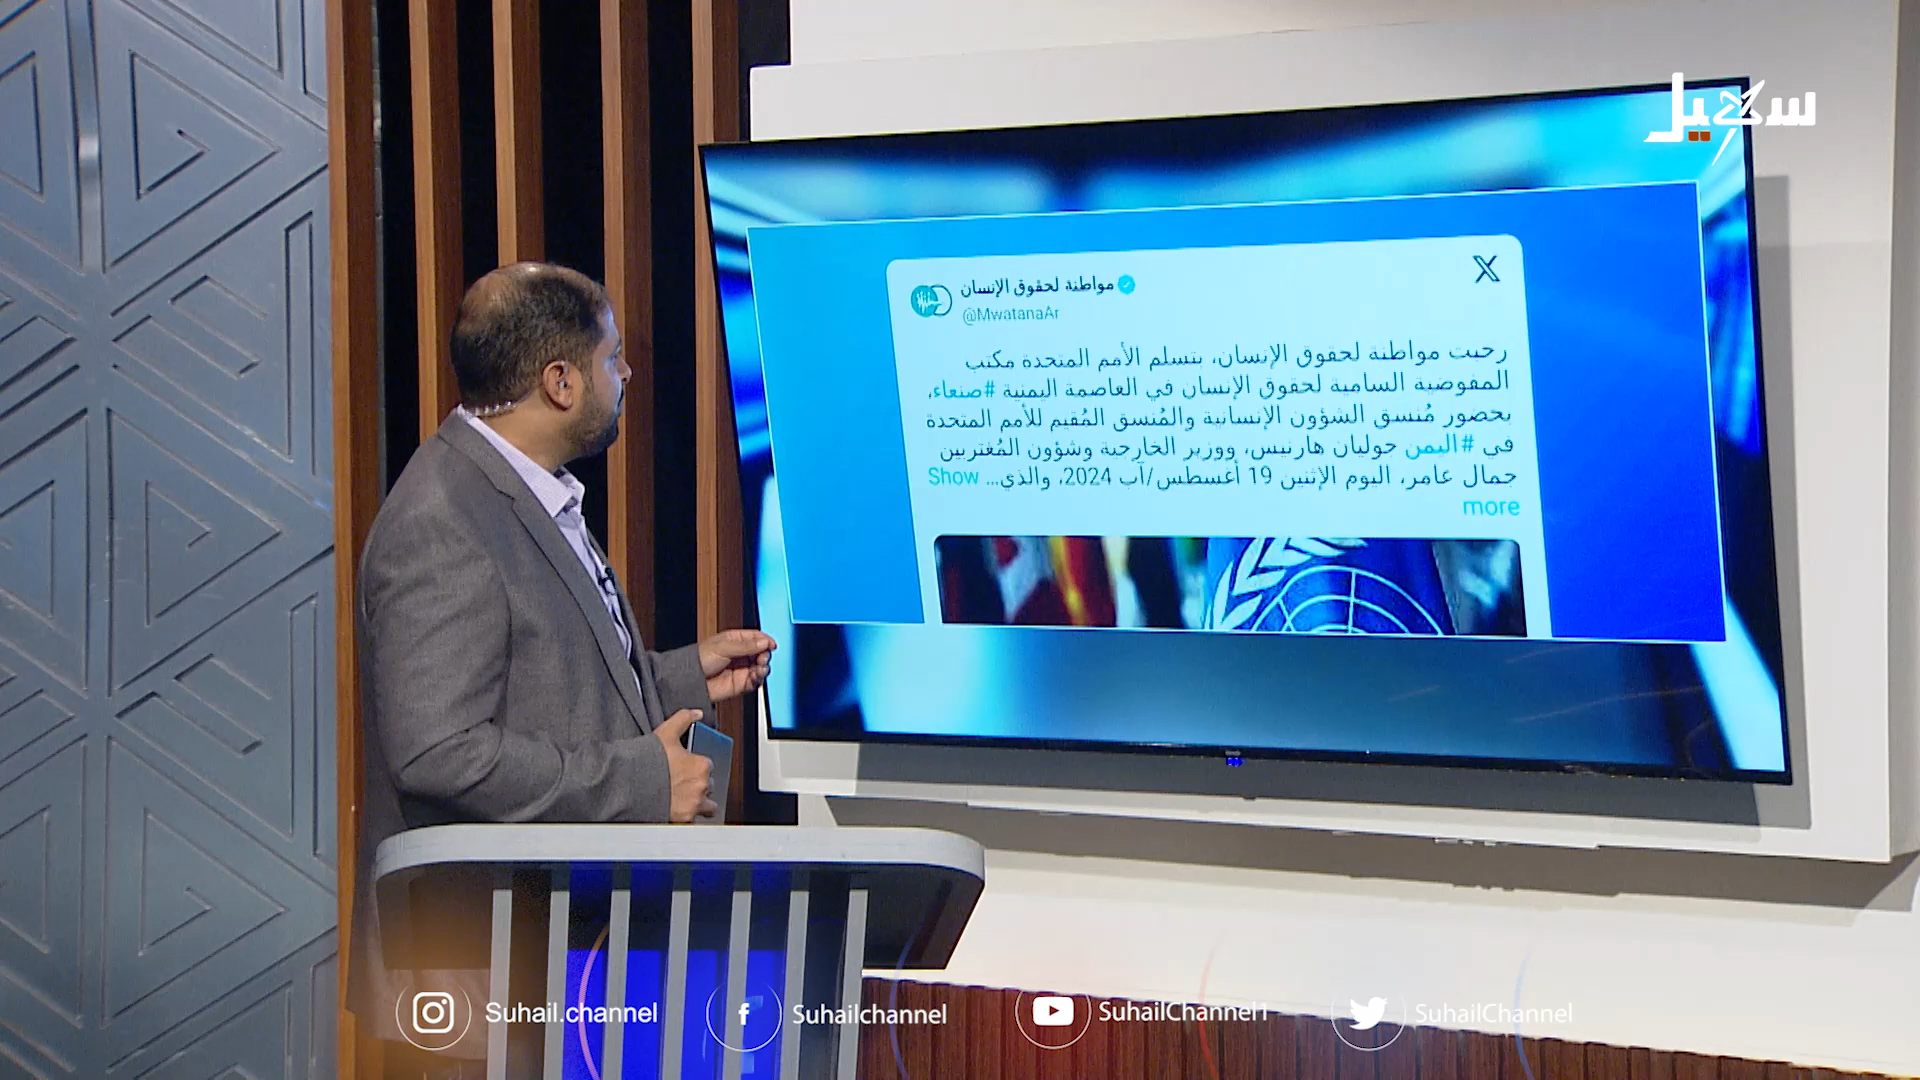 سهيل
مواطنة لحقوق الإنسان
@MwatanaAr
X
رحبت مواطنة لحقوق الإنسان، بتسلم الأمم المتحدة مكتب
المفوضية السامية لحقوق الإنسان في العاصمة اليمنية #صنعاء،
بحضور مُنسق الشؤون الإنسانية والمُنسق المُقيم للأمم المتحدة
في #اليمن جوليان هارنيس، ووزير الخارجية وشؤون المُغتربين
جمال عامر، اليوم الإثنين 19 أغسطس/آب 2024، والذي... Show
more
Suhail.channel
Suhailchannel
SuhailChannel1
SuhailChannel